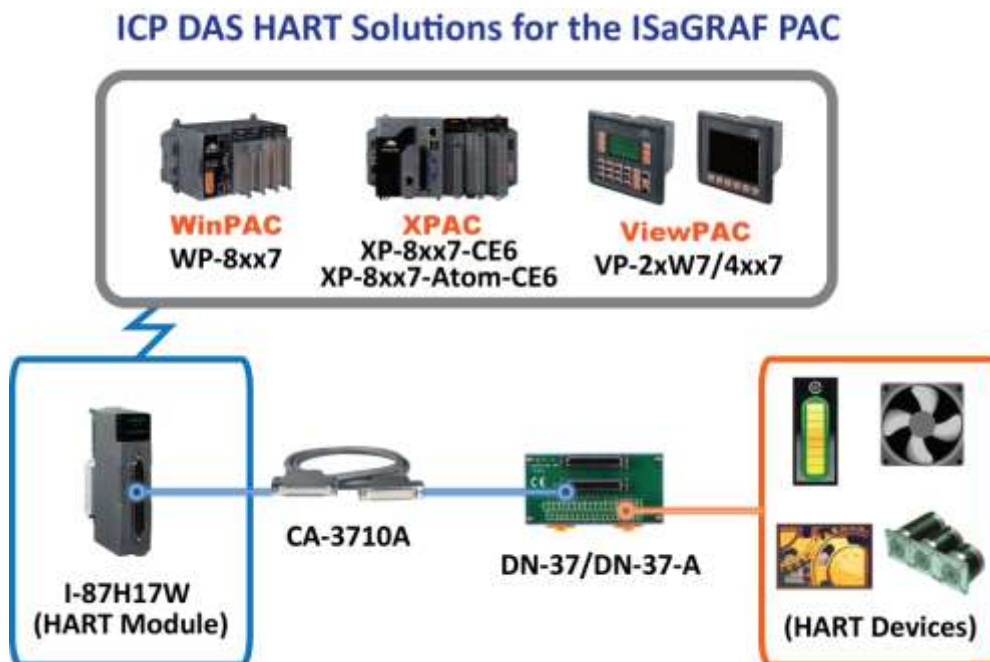 ICP DAS HART Solutions for the ISaGRAF PAC
WinPAC
WP-8xx7
XPAC
XP-8xx7-CE6
XP-8xx7-Atom-CE6
ViewPAC
VP-2xW7/4xx7
I-87H17W
(HART Module)
CA-3710A
CE
DN-37/DN-37-A
(HART Devices)